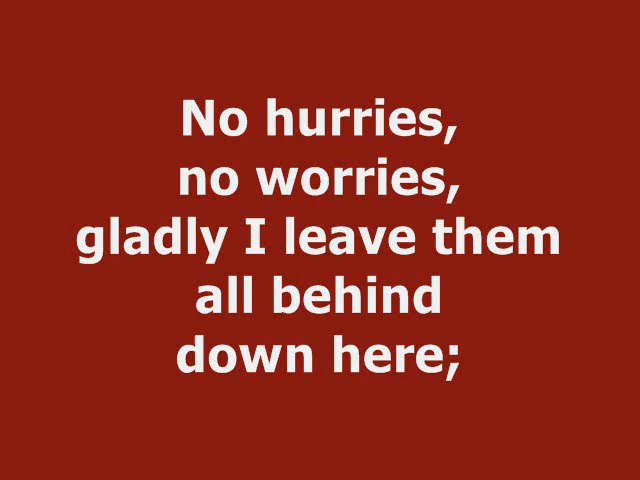 No hurries,
no worries,
gladly I leave them
all behind
down here;